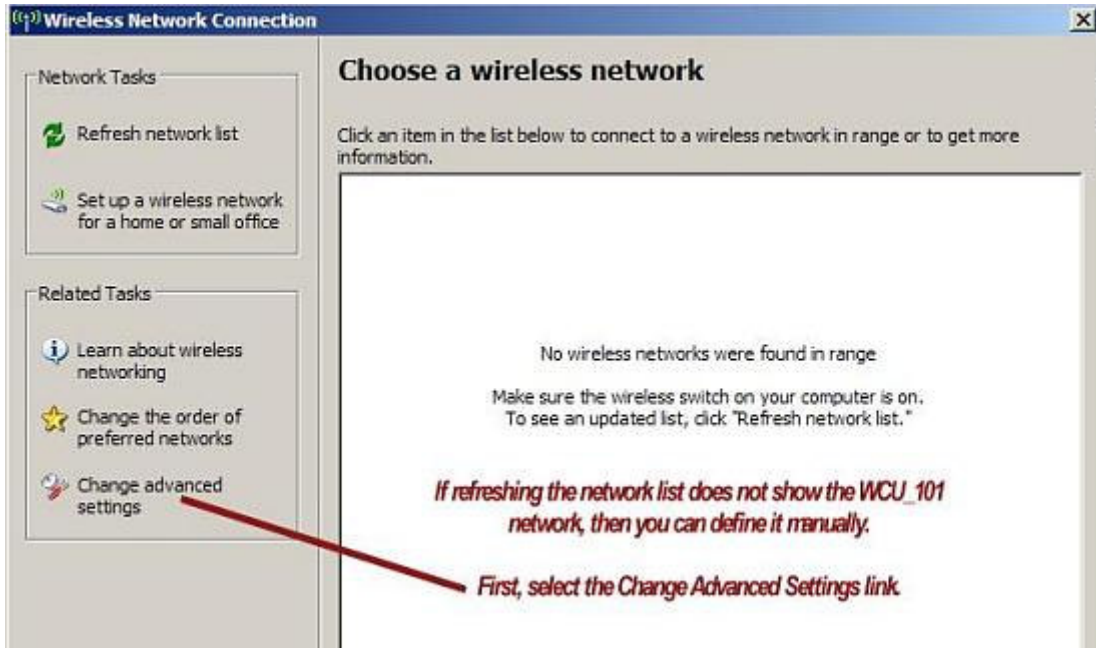 Wireless Network Connection
Network Tasks
Refresh network list
Set up a wireless network
for a home or small office
Related Tasks
Learn about wireless
networking
Change the order of
preferred networks
Change advanced
settings
Choose a wireless network
Click an item in the list below to connect to a wireless network in range or to get more
information.
No wireless networks were found in range
Make sure the wireless switch on your computer is on.
To see an updated list, click "Refresh network list."
If refreshing the network list does not show the WCU_101
network, then you can define it manually.
First, select the Change Advanced Settings link.